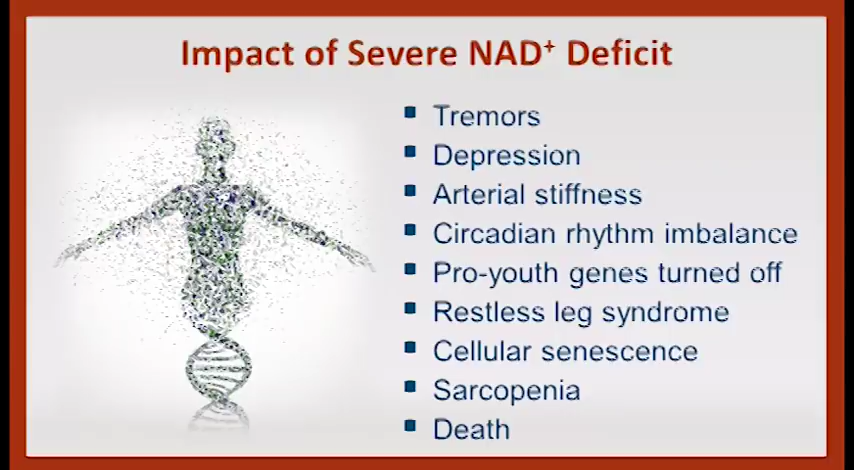 Impact of Severe NAD⁺ Deficit
▪ Tremors
▪ Depression
▪ Arterial stiffness
▪ Circadian rhythm imbalance
▪ Pro-youth genes turned off
▪ Restless leg syndrome
▪ Cellular senescence
▪ Sarcopenia
▪ Death